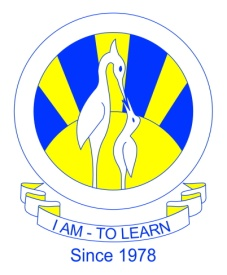 I AM - TO LEARN
Since 1978